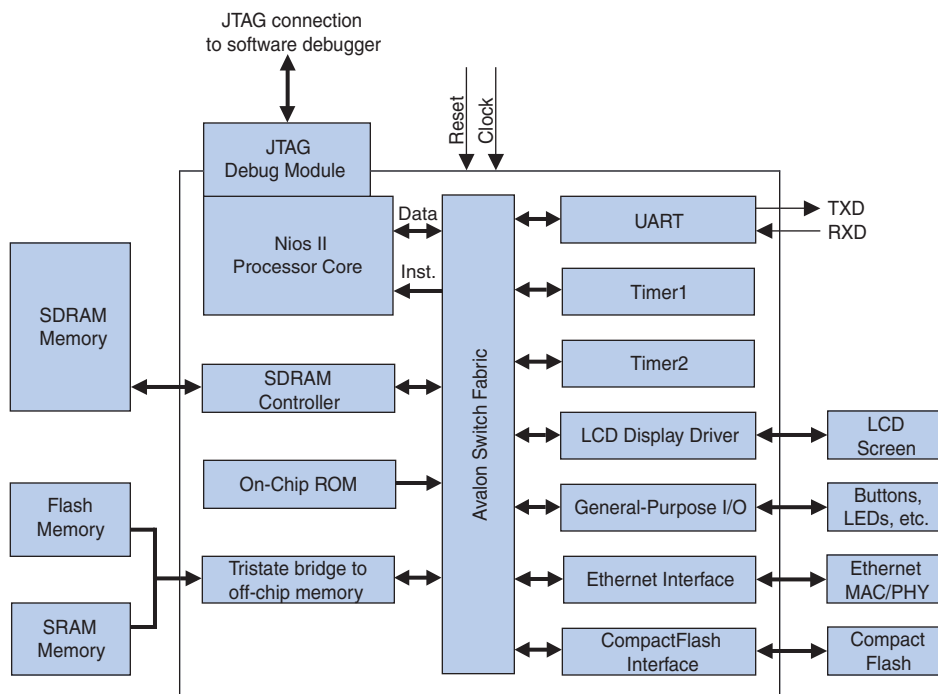 JTAG connection
to software debugger
Reset
Clock
JTAG
Debug Module
Nios II
Processor Core
Data
Inst.
SDRAM
Memory
SDRAM
Controller
On-Chip ROM
Flash
Memory
SRAM
Memory
Tristate bridge to
off-chip memory
Avalon Switch Fabric
UART
TXD
RXD
Timer1
Timer2
LCD Display Driver
LCD
Screen
General-Purpose I/O
Buttons,
LEDs, etc.
Ethernet Interface
Ethernet
MAC/PHY
CompactFlash
Interface
Compact
Flash